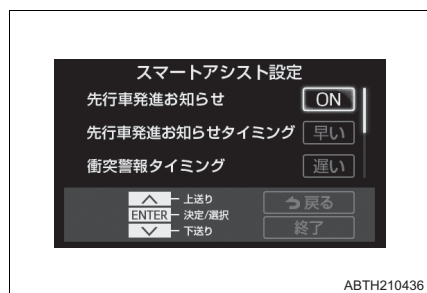 スマートアシスト設定
先行車発進お知らせ ON
先行車発進お知らせタイミング 早い
衝突警報タイミング 遅い
上送り
ENTER 決定/選択
下送り
戻る
終了
ABTH210436